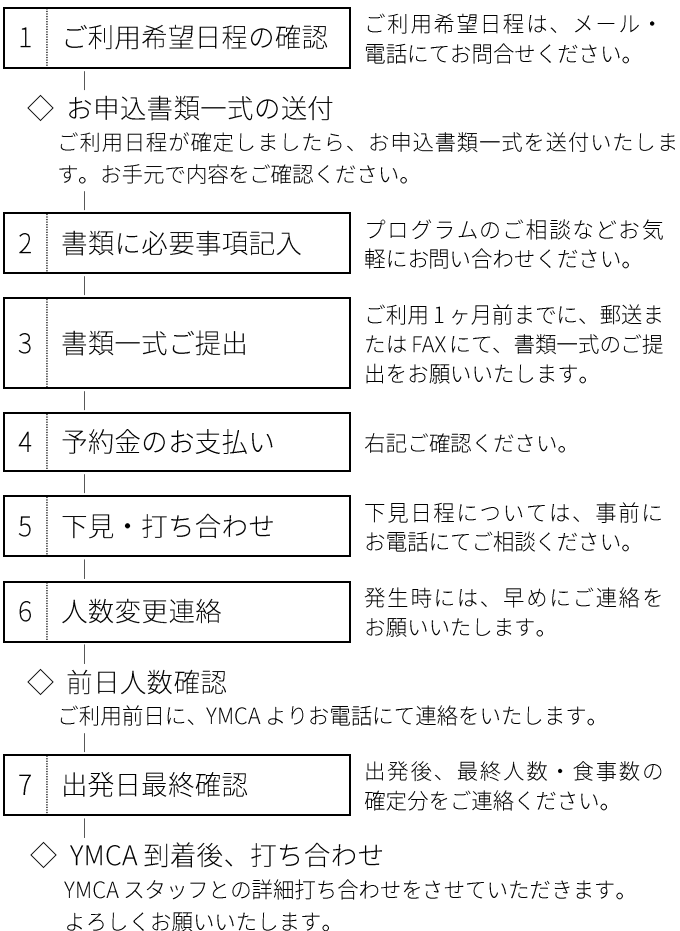 1 ご利用希望日程の確認
ご利用希望日程は、メール・
電話にてお問合せください。
◇ お申込書類一式の送付
ご利用日程が確定しましたら、お申込書類一式を送付いたしま
す。お手元で内容をご確認ください。
2 書類に必要事項記入
プログラムのご相談などお気
軽にお問い合わせください。
3 書類一式ご提出
ご利用1ヶ月前までに、郵送ま
たはFAXにて、書類一式のご提
出をお願いいたします。
4 予約金のお支払い
右記ご確認ください。
5 下見・打ち合わせ
下見日程については、事前に
お電話にてご相談ください。
6 人数変更連絡
発生時には、早めにご連絡を
お願いいたします。
◇ 前日人数確認
ご利用前日に、YMCAよりお電話にて連絡をいたします。
7 出発日最終確認
出発後、最終人数・食事数の
確定分をご連絡ください。
◇ YMCA到着後、打ち合わせ
YMCAスタッフとの詳細打ち合わせをさせていただきます。
よろしくお願いいたします。